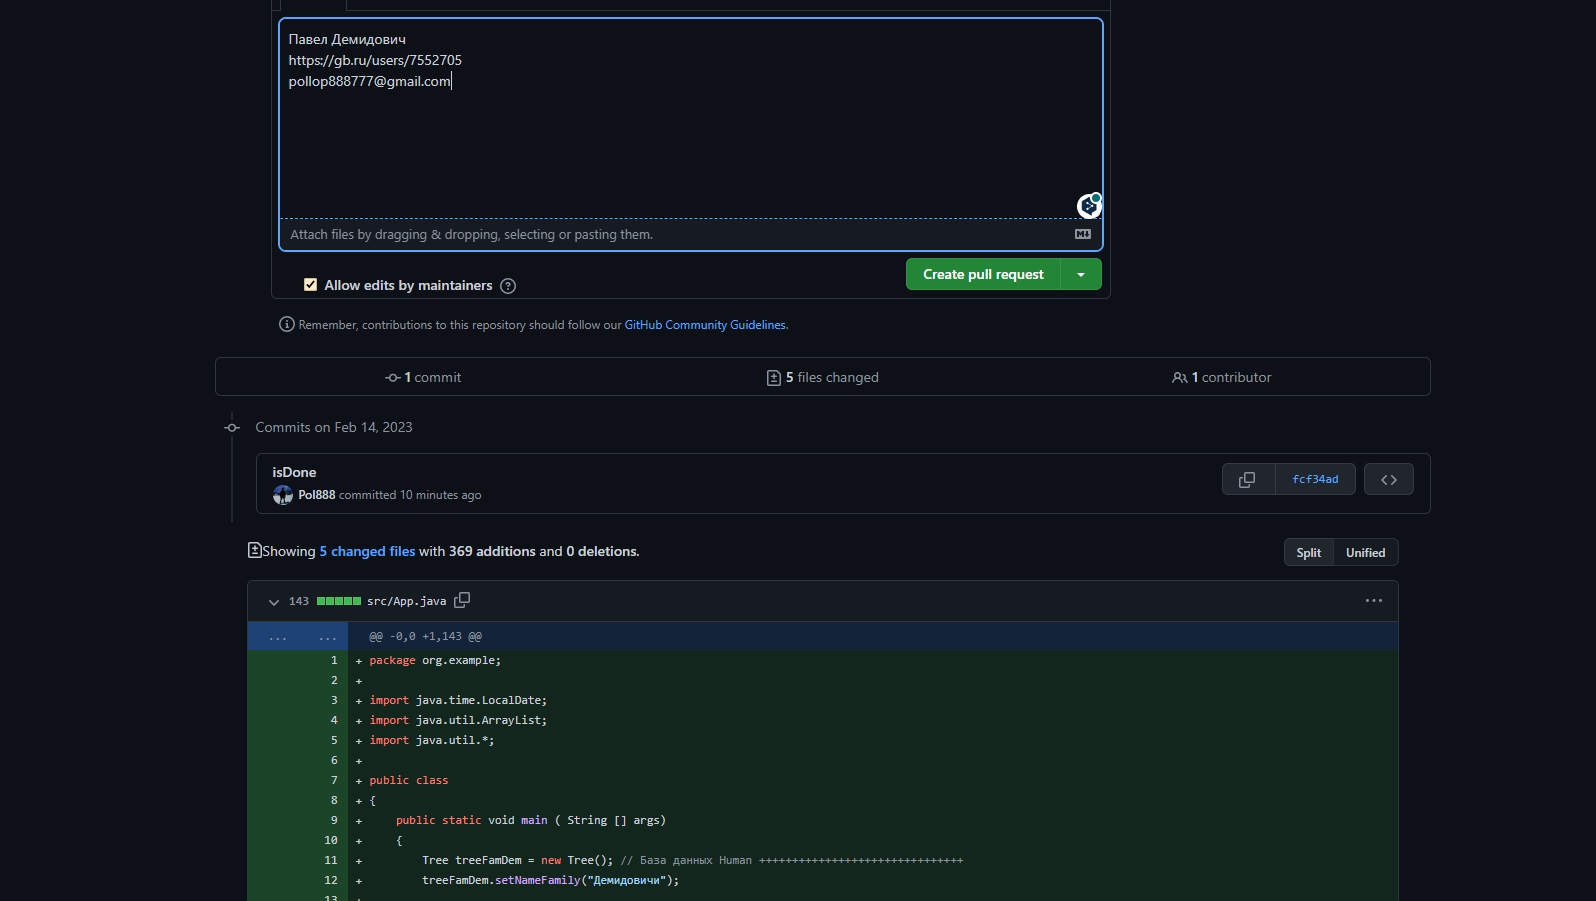 Павел Демидович
https://gb.ru/users/7552705
pollop888777@gmail.com
Attach files by dragging & dropping, selecting or pasting them.
Allow edits by maintainers
Create pull request
Remember, contributions to this repository should follow our GitHub Community Guidelines.
1 commit
5 files changed
1 contributor
Commits on Feb 14, 2023
isDone
Pol888 committed 10 minutes ago
fcf34ad
Showing 5 changed files with 369 additions and 0 deletions.
Split Unified
143 src/App.java
... ... @@ -0,0 +1,143 @@
1 + package org.example;
2 +
3 + import java.time.LocalDate;
4 + import java.util.ArrayList;
5 + import java.util.*;
6 +
7 + public class
8 + {
9 + public static void main ( String [] args)
10 + {
11 + Tree treeFamDem = new Tree(); // База данных Human +++++++++++++++++++++++++++++++
12 + treeFamDem.setNameFamily("Демидовичи");
13 +